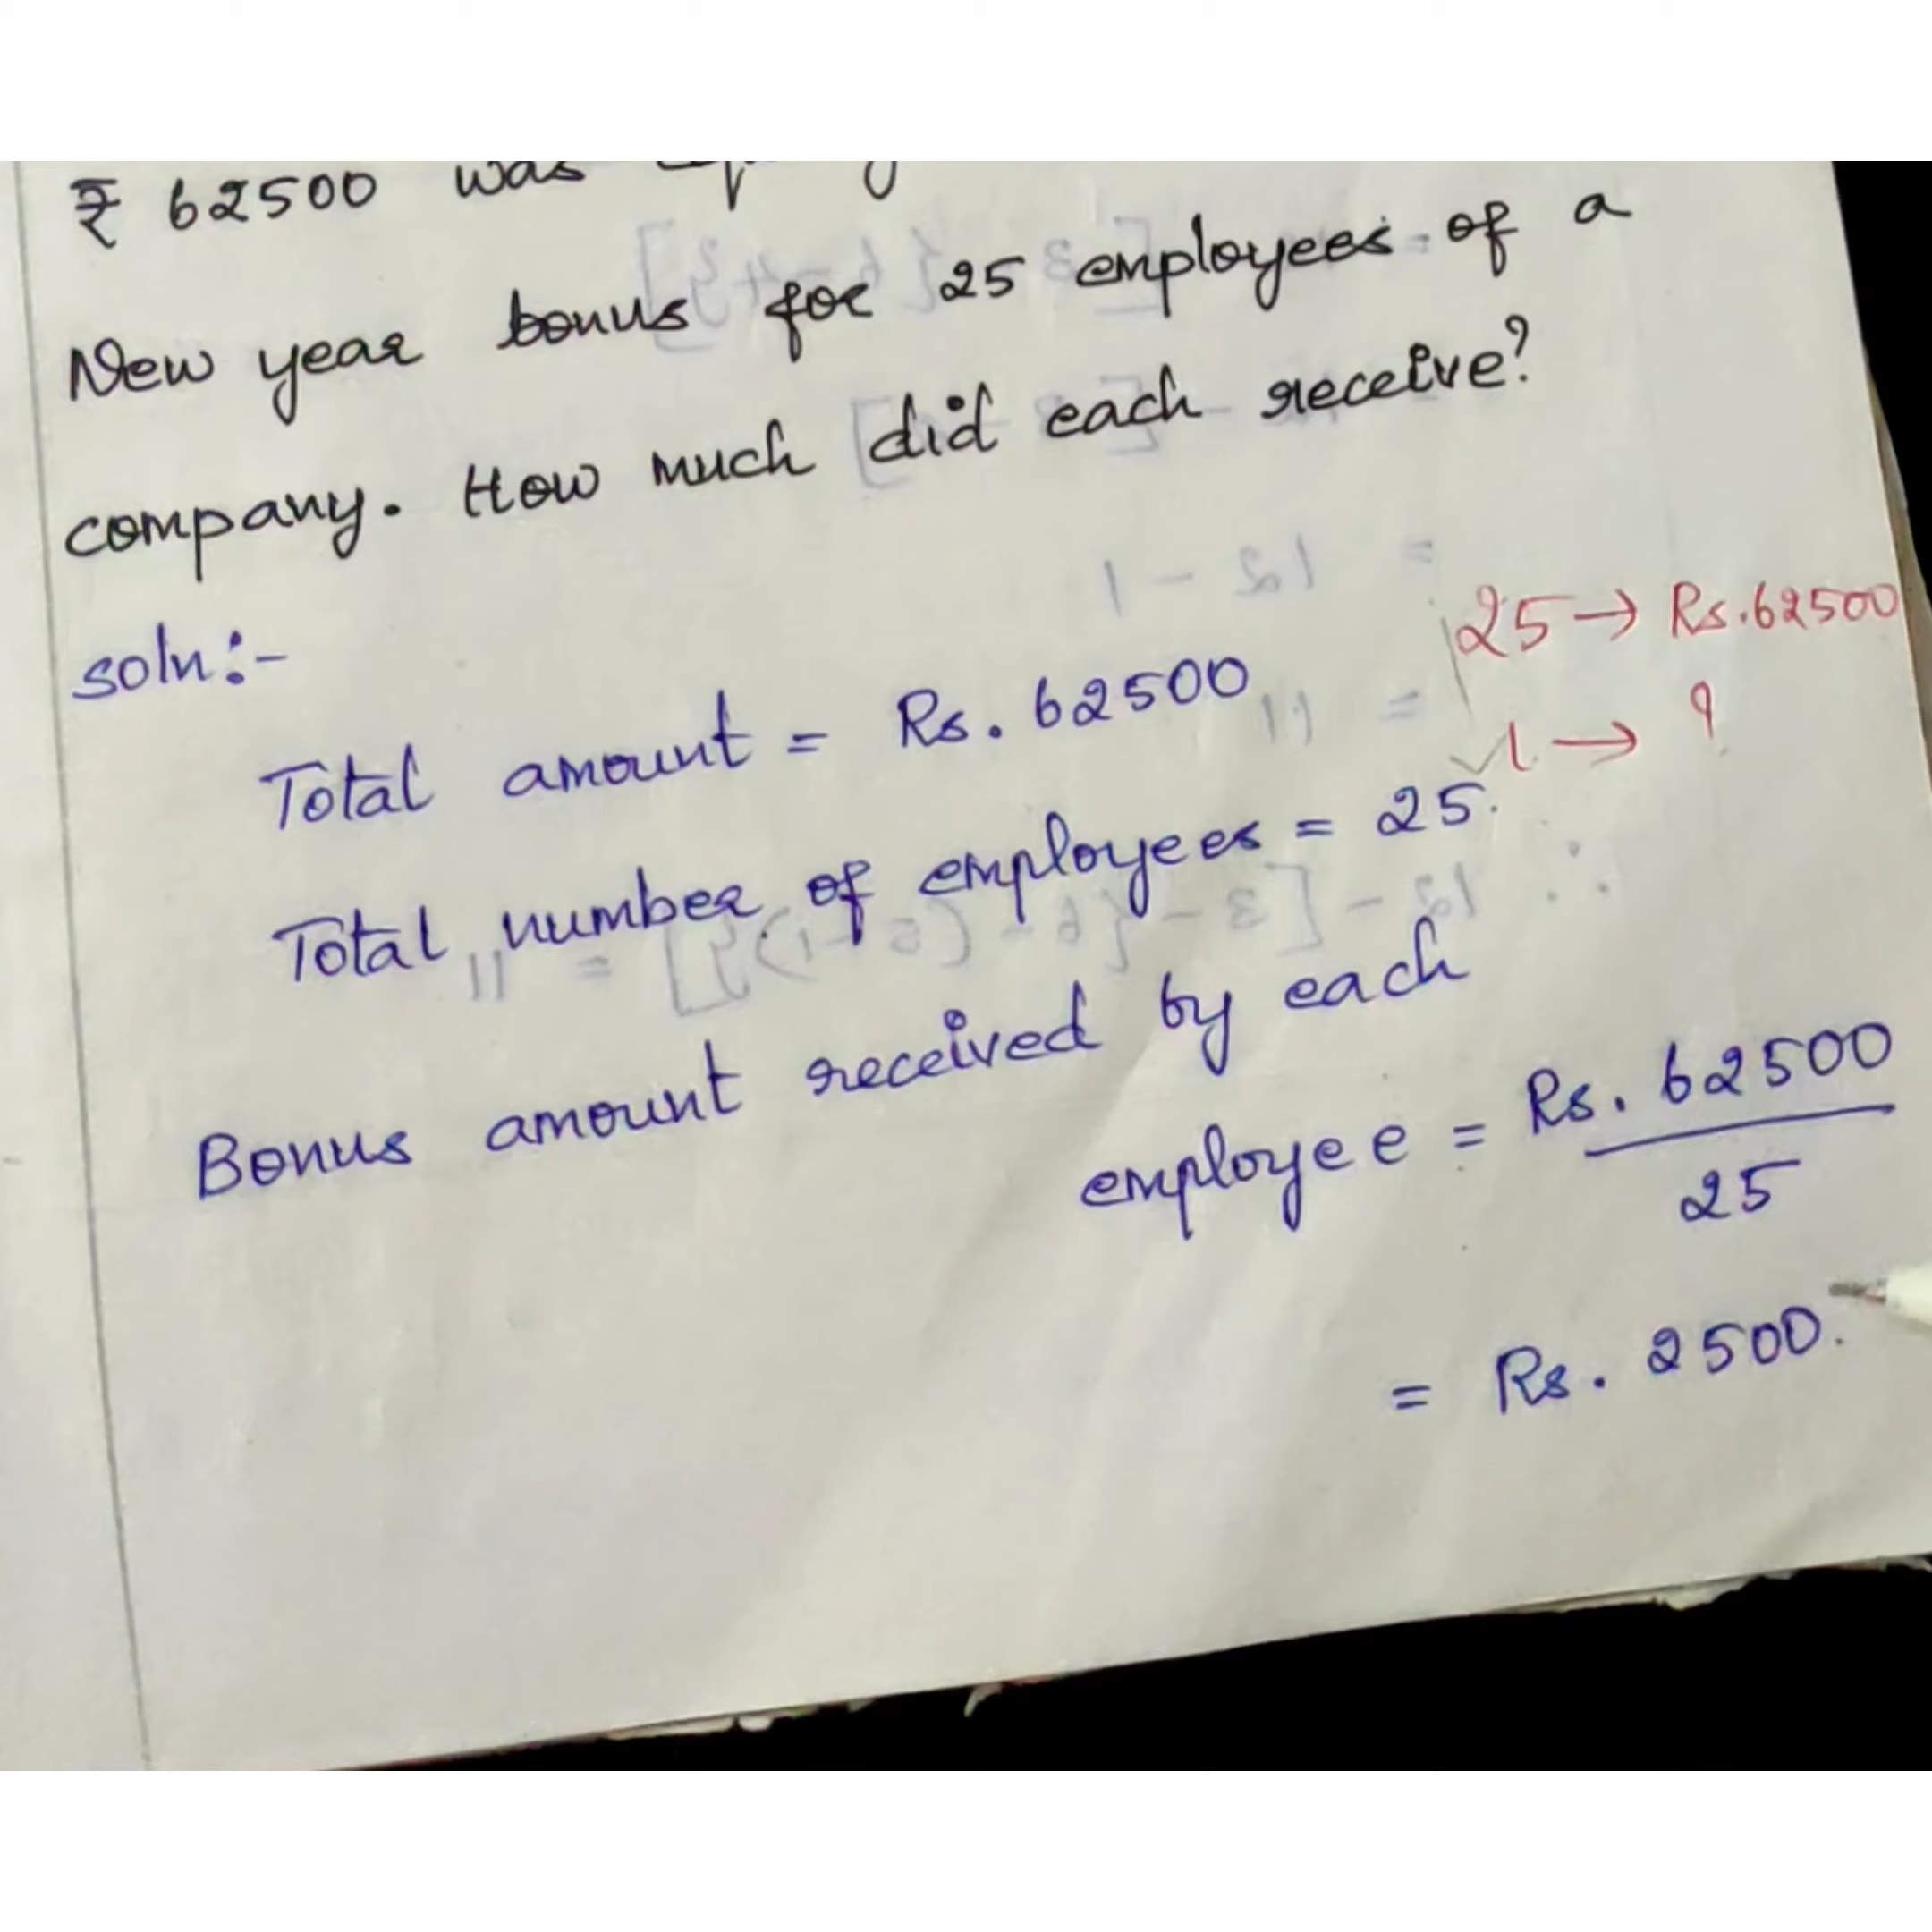 ₹ 62500 was
New year bonus for 25 employees of a
company. How much did each receive?
soln:-
25 → Rs.62500
1 → ?
Total amount = Rs. 62500
Total number of employees = 25.
Bonus amount received by each
employee = Rs. 62500
25
= Rs. 2500.